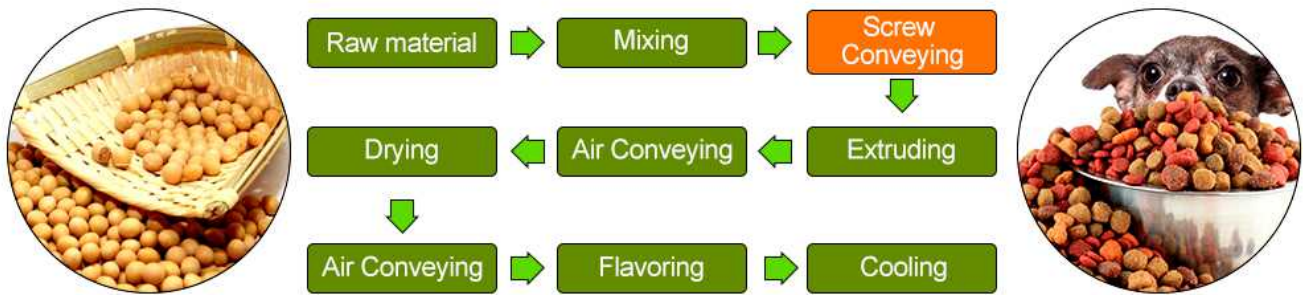 Raw material
Mixing
Screw
Conveying
Extruding
Air Conveying
Drying
Air Conveying
Flavoring
Cooling